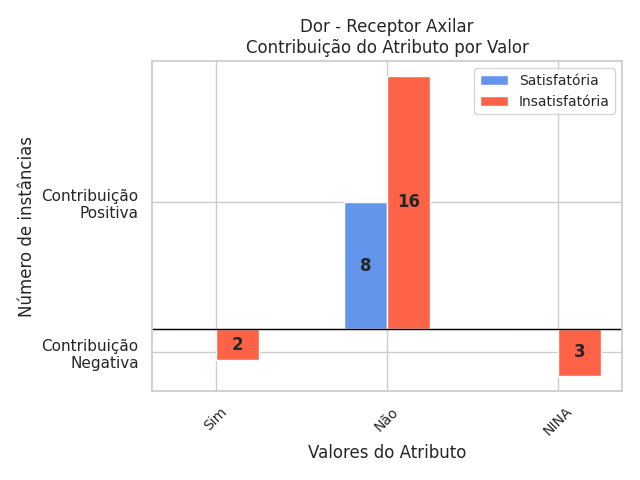 Dor - Receptor Axilar
Contribuição do Atributo por Valor
Satisfatória
Insatisfatória
Número de instâncias
Contribuição
Positiva
Contribuição
Negativa
8
16
2
3
Sim
Não
NINA
Valores do Atributo